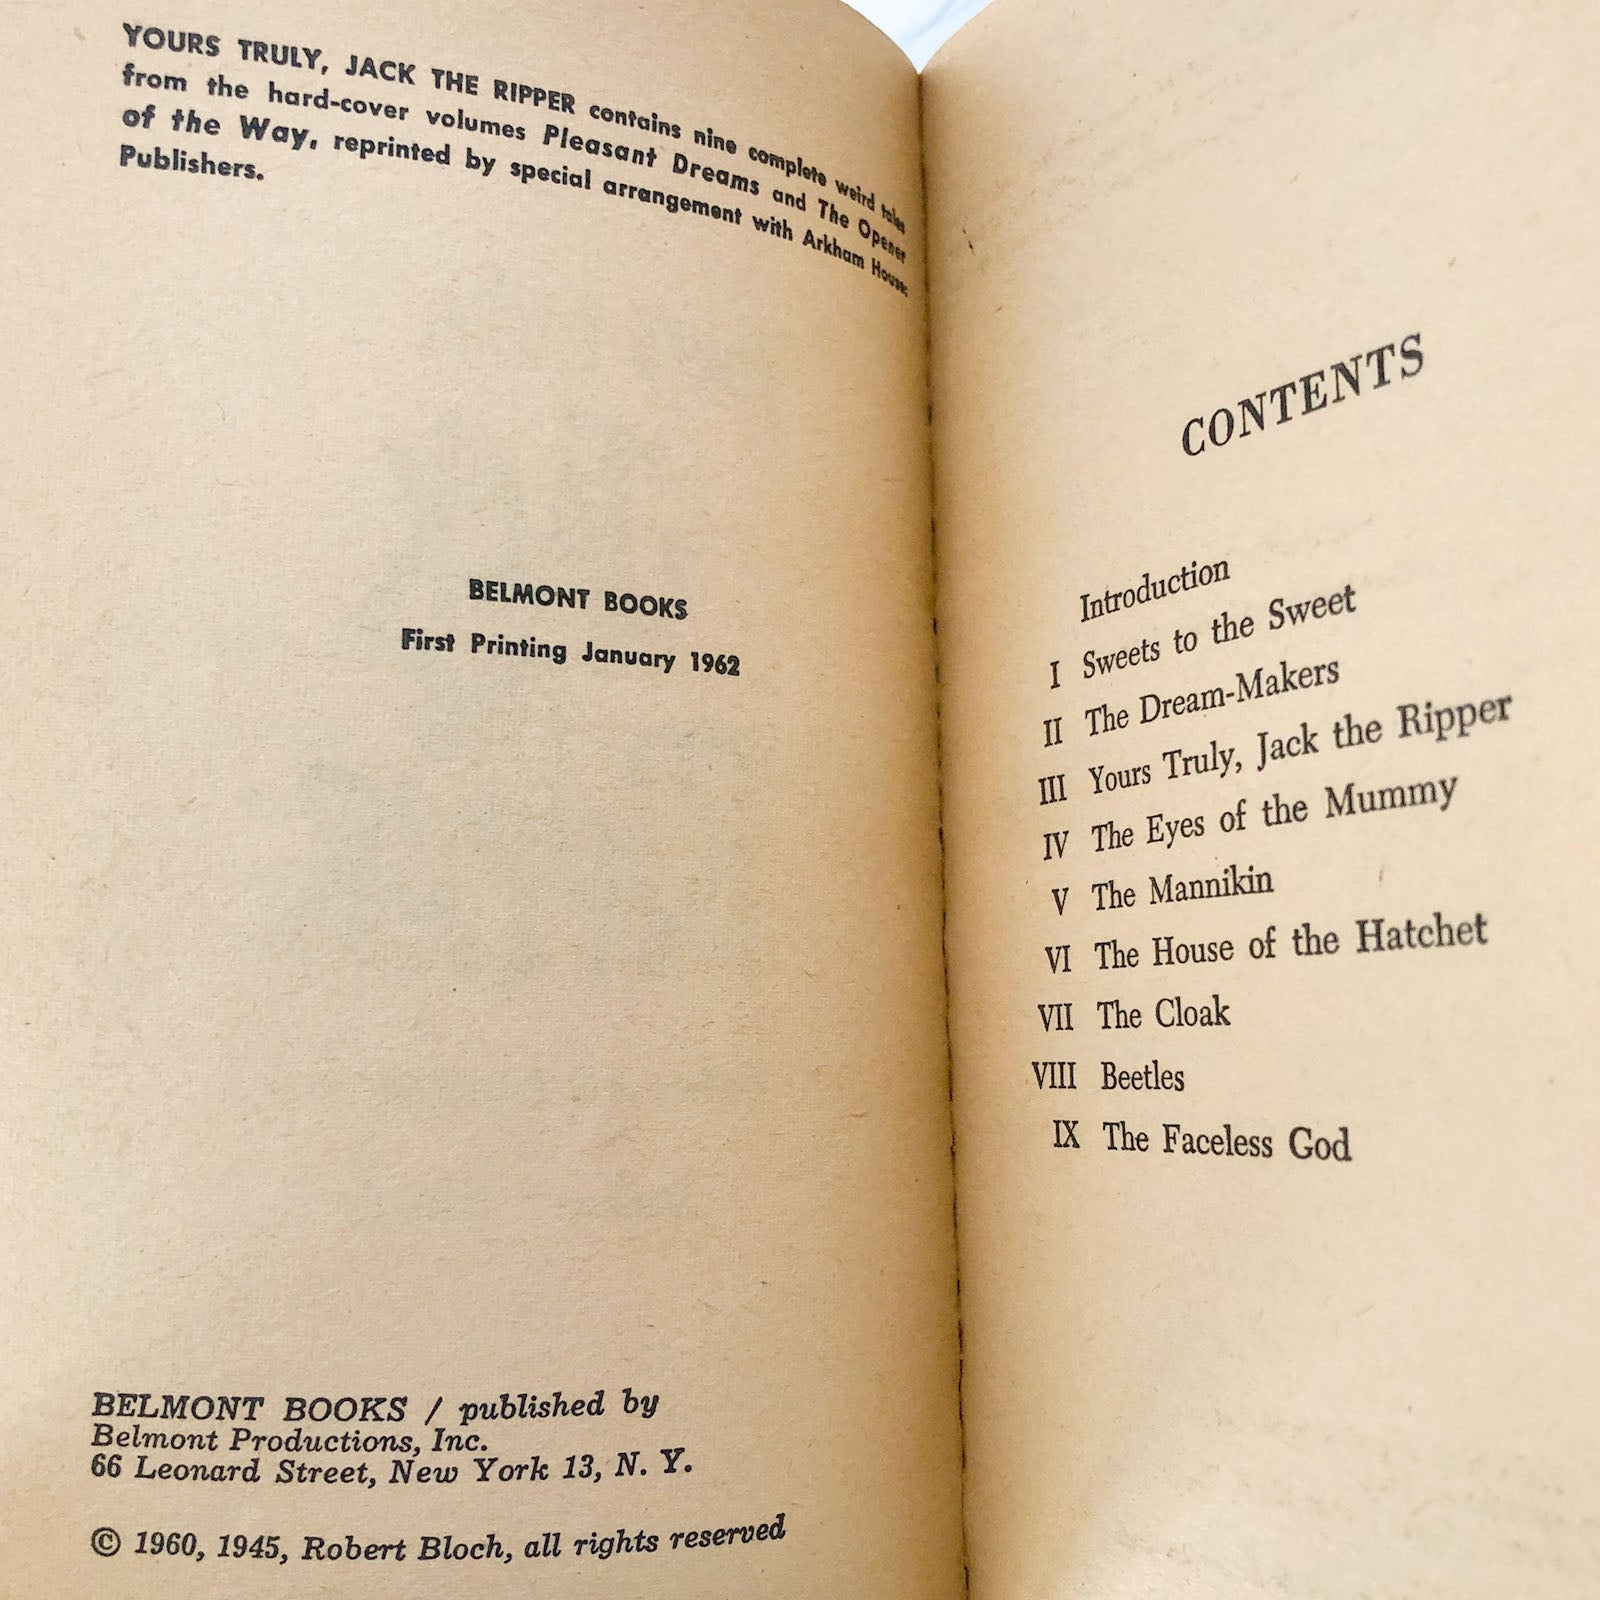 YOURS TRULY, JACK THE RIPPER contains nine complete weird tales
from the hard-cover volumes Pleasant Dreams and The Opener
of the Way, reprinted by special arrangement with Arkham House:
Publishers.
BELMONT BOOKS
First Printing January 1962
BELMONT BOOKS / published by
Belmont Productions, Inc.
66 Leonard Street, New York 13, N. Y.
© 1960, 1945, Robert Bloch, all rights reserved
CONTENTS
Introduction
I Sweets to the Sweet
II The Dream-Makers
III Yours Truly, Jack the Ripper
IV The Eyes of the Mummy
V The Mannikin
VI The House of the Hatchet
VII The Cloak
VIII Beetles
IX The Faceless God